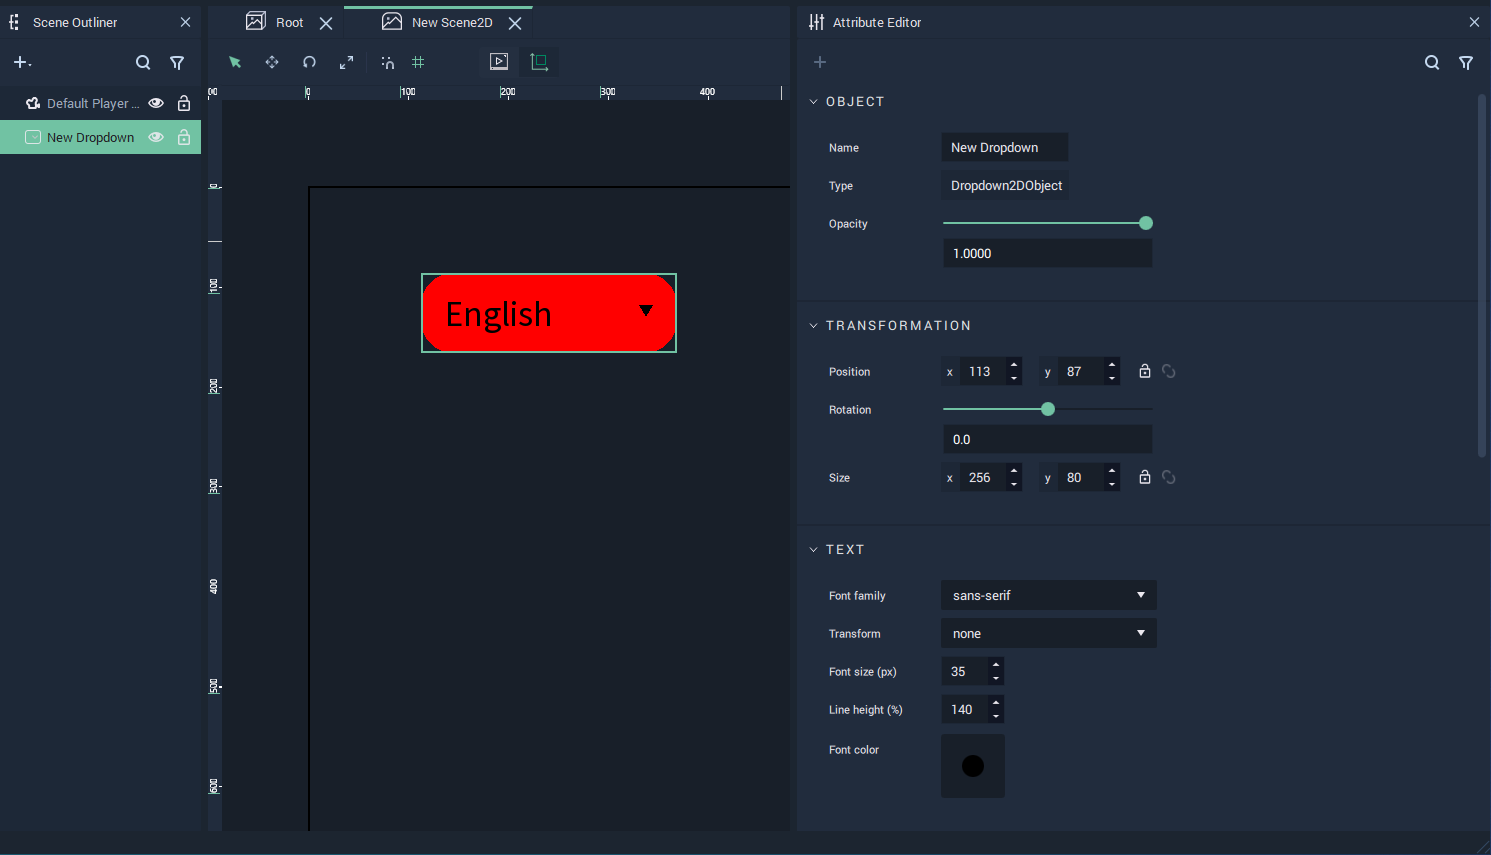 Scene Outliner
Root
New Scene2D
Attribute Editor
00
0
100
200
300
400
Default Player ...
New Dropdown
OBJECT
Name
New Dropdown
Type
Dropdown2DObject
Opacity
1.0000
0
100
200
300
400
500
600
English
TRANSFORMATION
Position
x 113
y 87
Rotation
0.0
Size
x 256
y 80
TEXT
Font family
sans-serif
Transform
none
Font size (px)
35
Line height (%)
140
Font color